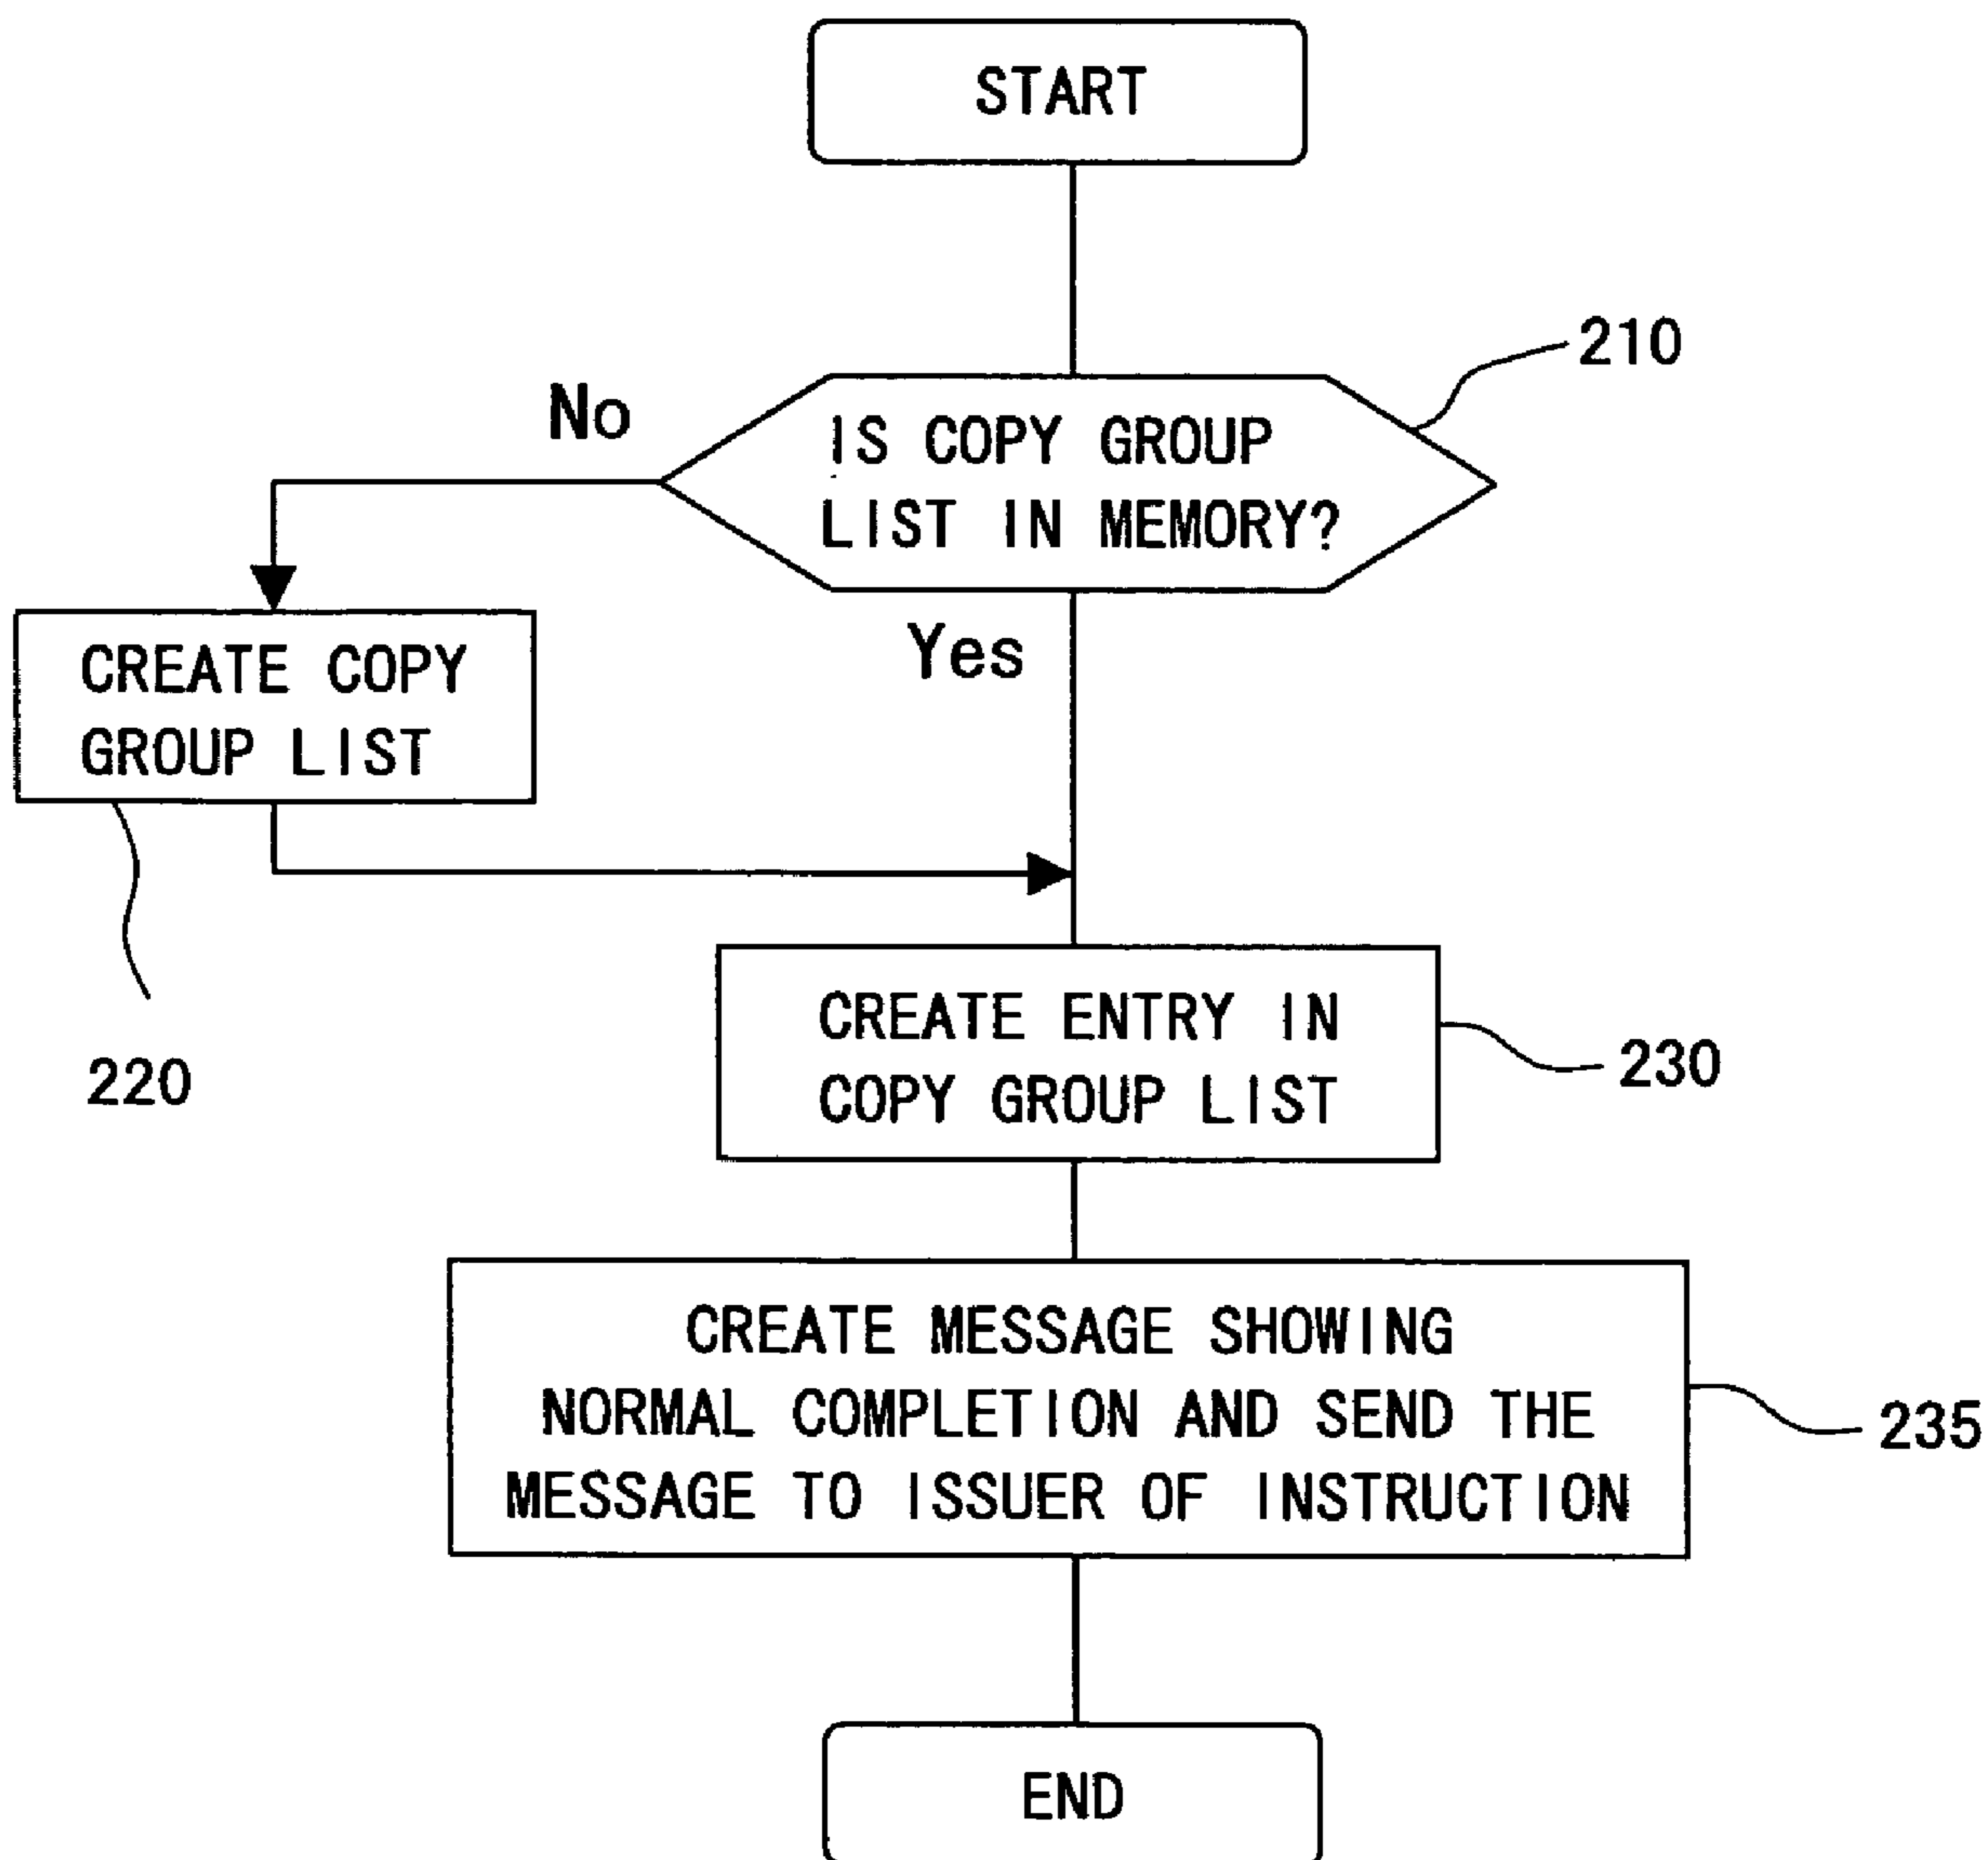 START
210
No
IS COPY GROUP
LIST IN MEMORY?
Yes
CREATE COPY
GROUP LIST
220
CREATE ENTRY IN
COPY GROUP LIST
230
CREATE MESSAGE SHOWING
NORMAL COMPLETION AND SEND THE
MESSAGE TO ISSUER OF INSTRUCTION
235
END